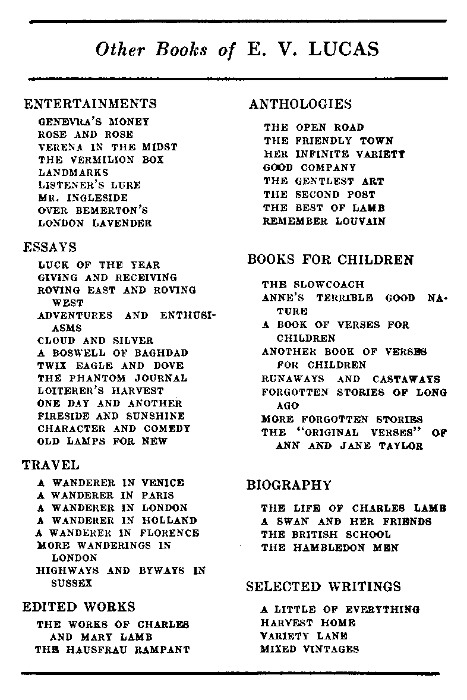 Other Books of E. V. LUCAS
ENTERTAINMENTS
GENEVRA'S MONEY
ROSE AND ROSE
VERENA IN THE MIDST
THE VERMILION BOX
LANDMARKS
LISTENER'S LURE
MR. INGLESIDE
OVER BEMERTON'S
LONDON LAVENDER
ESSAYS
LUCK OF THE YEAR
GIVING AND RECEIVING
ROVING EAST AND ROVING
WEST
ADVENTURES AND ENTHUSI-
ASMS
CLOUD AND SILVER
A BOSWELL OF BAGHDAD
TWIX EAGLE AND DOVE
THE PHANTOM JOURNAL
LOITERER'S HARVEST
ONE DAY AND ANOTHER
FIRESIDE AND SUNSHINE
CHARACTER AND COMEDY
OLD LAMPS FOR NEW
TRAVEL
A WANDERER IN VENICE
A WANDERER IN PARIS
A WANDERER IN LONDON
A WANDERER IN HOLLAND
A WANDERER IN FLORENCE
MORE WANDERINGS IN
LONDON
HIGHWAYS AND BYWAYS IN
SUSSEX
EDITED WORKS
THE WORKS OF CHARLES
AND MARY LAMB
THE HAUSFRAU RAMPANT
ANTHOLOGIES
THE OPEN ROAD
THE FRIENDLY TOWN
HER INFINITE VARIETY
GOOD COMPANY
THE GENTLEST ART
THE SECOND POST
THE BEST OF LAMB
REMEMBER LOUVAIN
BOOKS FOR CHILDREN
THE SLOWCOACH
ANNE'S TERRIBLE GOOD NA-
TURE
A BOOK OF VERSES FOR
CHILDREN
ANOTHER BOOK OF VERSES
FOR CHILDREN
RUNAWAYS AND CASTAWAYS
FORGOTTEN STORIES OF LONG
AGO
MORE FORGOTTEN STORIES
THE "ORIGINAL VERSES" OF
ANN AND JANE TAYLOR
BIOGRAPHY
THE LIFE OF CHARLES LAMB
A SWAN AND HER FRIENDS
THE BRITISH SCHOOL
THE HAMBLEDON MEN
SELECTED WRITINGS
A LITTLE OF EVERYTHING
HARVEST HOME
VARIETY LANE
MIXED VINTAGES